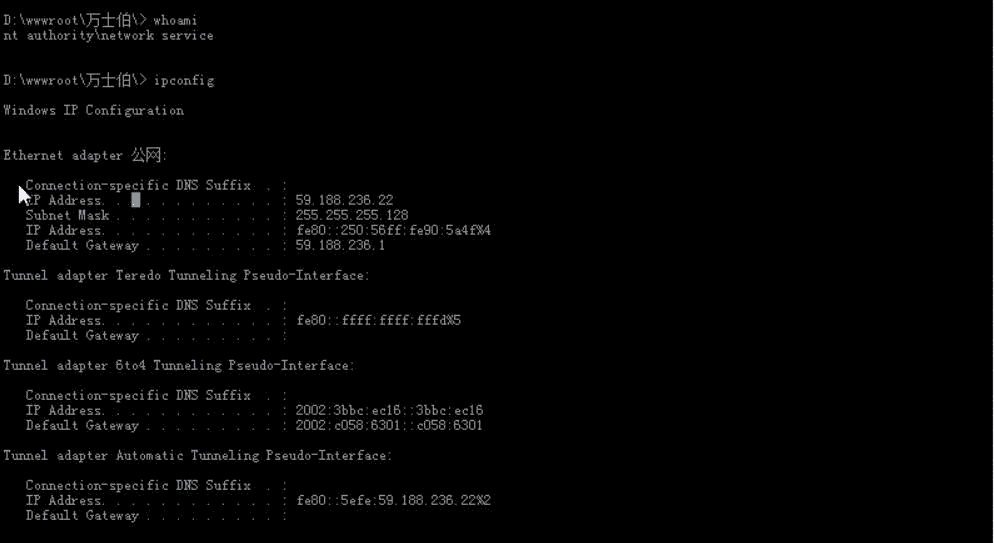 D:\wwwroot\万士伯\> whoami
nt authority\network service
D:\wwwroot\万士伯\> ipconfig
Windows IP Configuration
Ethernet adapter 公网:
Connection-specific DNS Suffix . :
IP Address. . . . . . . . . . . . : 59.188.236.22
Subnet Mask . . . . . . . . . . . : 255.255.255.128
IP Address. . . . . . . . . . . . : fe80::250:56ff:fe90:5a4f%4
Default Gateway . . . . . . . . . : 59.188.236.1
Tunnel adapter Teredo Tunneling Pseudo-Interface:
Connection-specific DNS Suffix . :
IP Address. . . . . . . . . . . . : fe80::ffff:ffff:fffd%5
Default Gateway . . . . . . . . . :
Tunnel adapter 6to4 Tunneling Pseudo-Interface:
Connection-specific DNS Suffix . :
IP Address. . . . . . . . . . . . : 2002:3bbc:ec16::3bbc:ec16
Default Gateway . . . . . . . . . : 2002:c058:6301::c058:6301
Tunnel adapter Automatic Tunneling Pseudo-Interface:
Connection-specific DNS Suffix . :
IP Address. . . . . . . . . . . . : fe80::5efe:59.188.236.22%2
Default Gateway . . . . . . . . . :